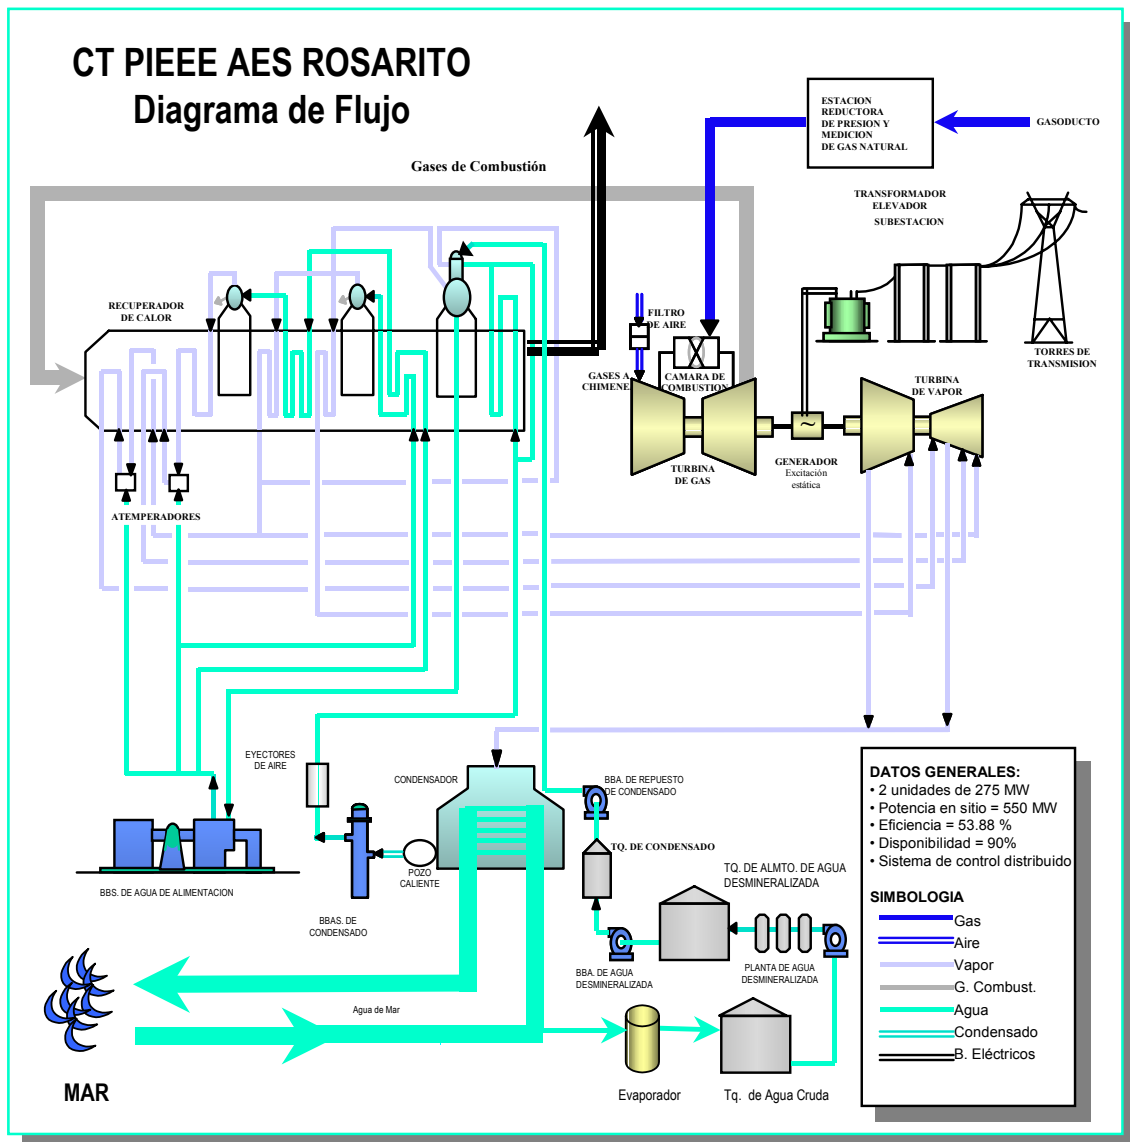 CT PIEEE AES ROSARITO
Diagrama de Flujo
ESTACION
REDUCTORA
DE PRESION Y
MEDICION
DE GAS NATURAL
GASODUCTO
Gases de Combustión
TRANSFORMADOR
ELEVADOR
SUBESTACION
RECUPERADOR
DE CALOR
FILTRO
DE AIRE
TORRES DE
TRANSMISION
GASES A
CHIMENE
CAMARA DE
COMBUSTION
TURBINA
DE VAPOR
~
TURBINA
DE GAS
GENERADOR
Excitación
estática
ATEMPERADORES
EYECTORES
DE AIRE
CONDENSADOR
BBA. DE REPUESTO
DE CONDENSADO
TQ. DE CONDENSADO
POZO
CALIENTE
BBS. DE AGUA DE ALIMENTACION
BBAS. DE
CONDENSADO
TQ. DE ALMTO. DE AGUA
DESMINERALIZADA
BBA. DE AGUA
DESMINERALIZADA
PLANTA DE AGUA
DESMINERALIZADA
Agua de Mar
MAR
Evaporador
Tq. de Agua Cruda
DATOS GENERALES:
• 2 unidades de 275 MW
• Potencia en sitio = 550 MW
• Eficiencia = 53.88 %
• Disponibilidad = 90%
• Sistema de control distribuido
SIMBOLOGIA
Gas
Aire
Vapor
G. Combust.
Agua
Condensado
B. Eléctricos